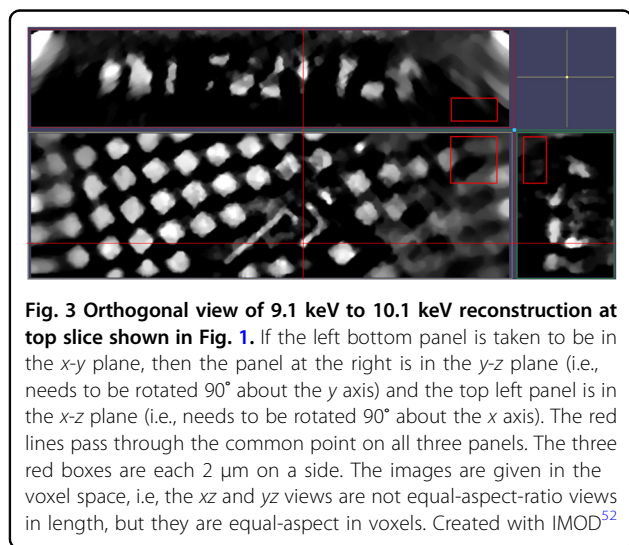 Fig. 3 Orthogonal view of 9.1 keV to 10.1 keV reconstruction at
top slice shown in Fig. 1. If the left bottom panel is taken to be in
the x-y plane, then the panel at the right is in the y-z plane (i.e.,
needs to be rotated 90° about the y axis) and the top left panel is in
the x-z plane (i.e., needs to be rotated 90° about the x axis). The red
lines pass through the common point on all three panels. The three
red boxes are each 2 μm on a side. The images are given in the
voxel space, i.e, the xz and yz views are not equal-aspect-ratio views
in length, but they are equal-aspect in voxels. Created with IMOD⁵²